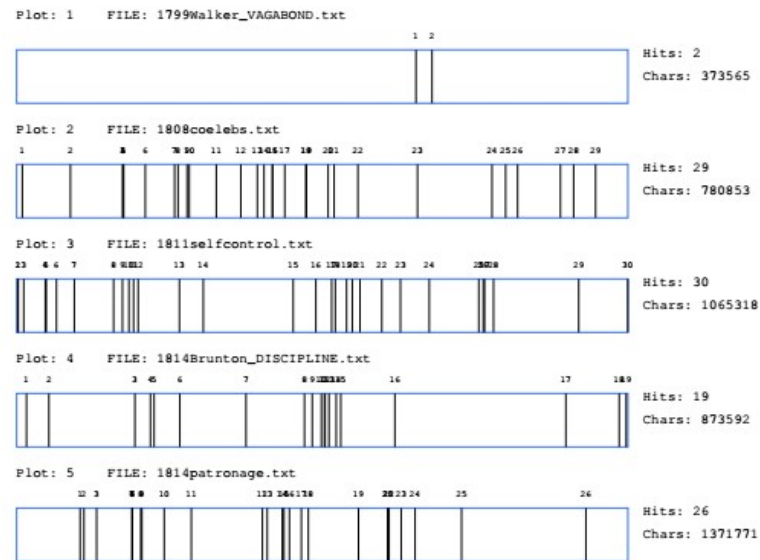 Plot: 1 FILE: 1799Walker_VAGABOND.txt
1 2
Hits: 2
Chars: 373565
Plot: 2 FILE: 1808coelebs.txt
1 2 6 11 12 17 22 23 24 25 26 27 28 29
Hits: 29
Chars: 780853
Plot: 3 FILE: 1811selfcontrol.txt
6 7 13 14 15 16 22 23 24 29 30
Hits: 30
Chars: 1065318
Plot: 4 FILE: 1814Brunton_DISCIPLINE.txt
1 2 3 6 7 16 17
Hits: 19
Chars: 873592
Plot: 5 FILE: 1814patronage.txt
3 10 11 19 23 24 25 26
Hits: 26
Chars: 1371771